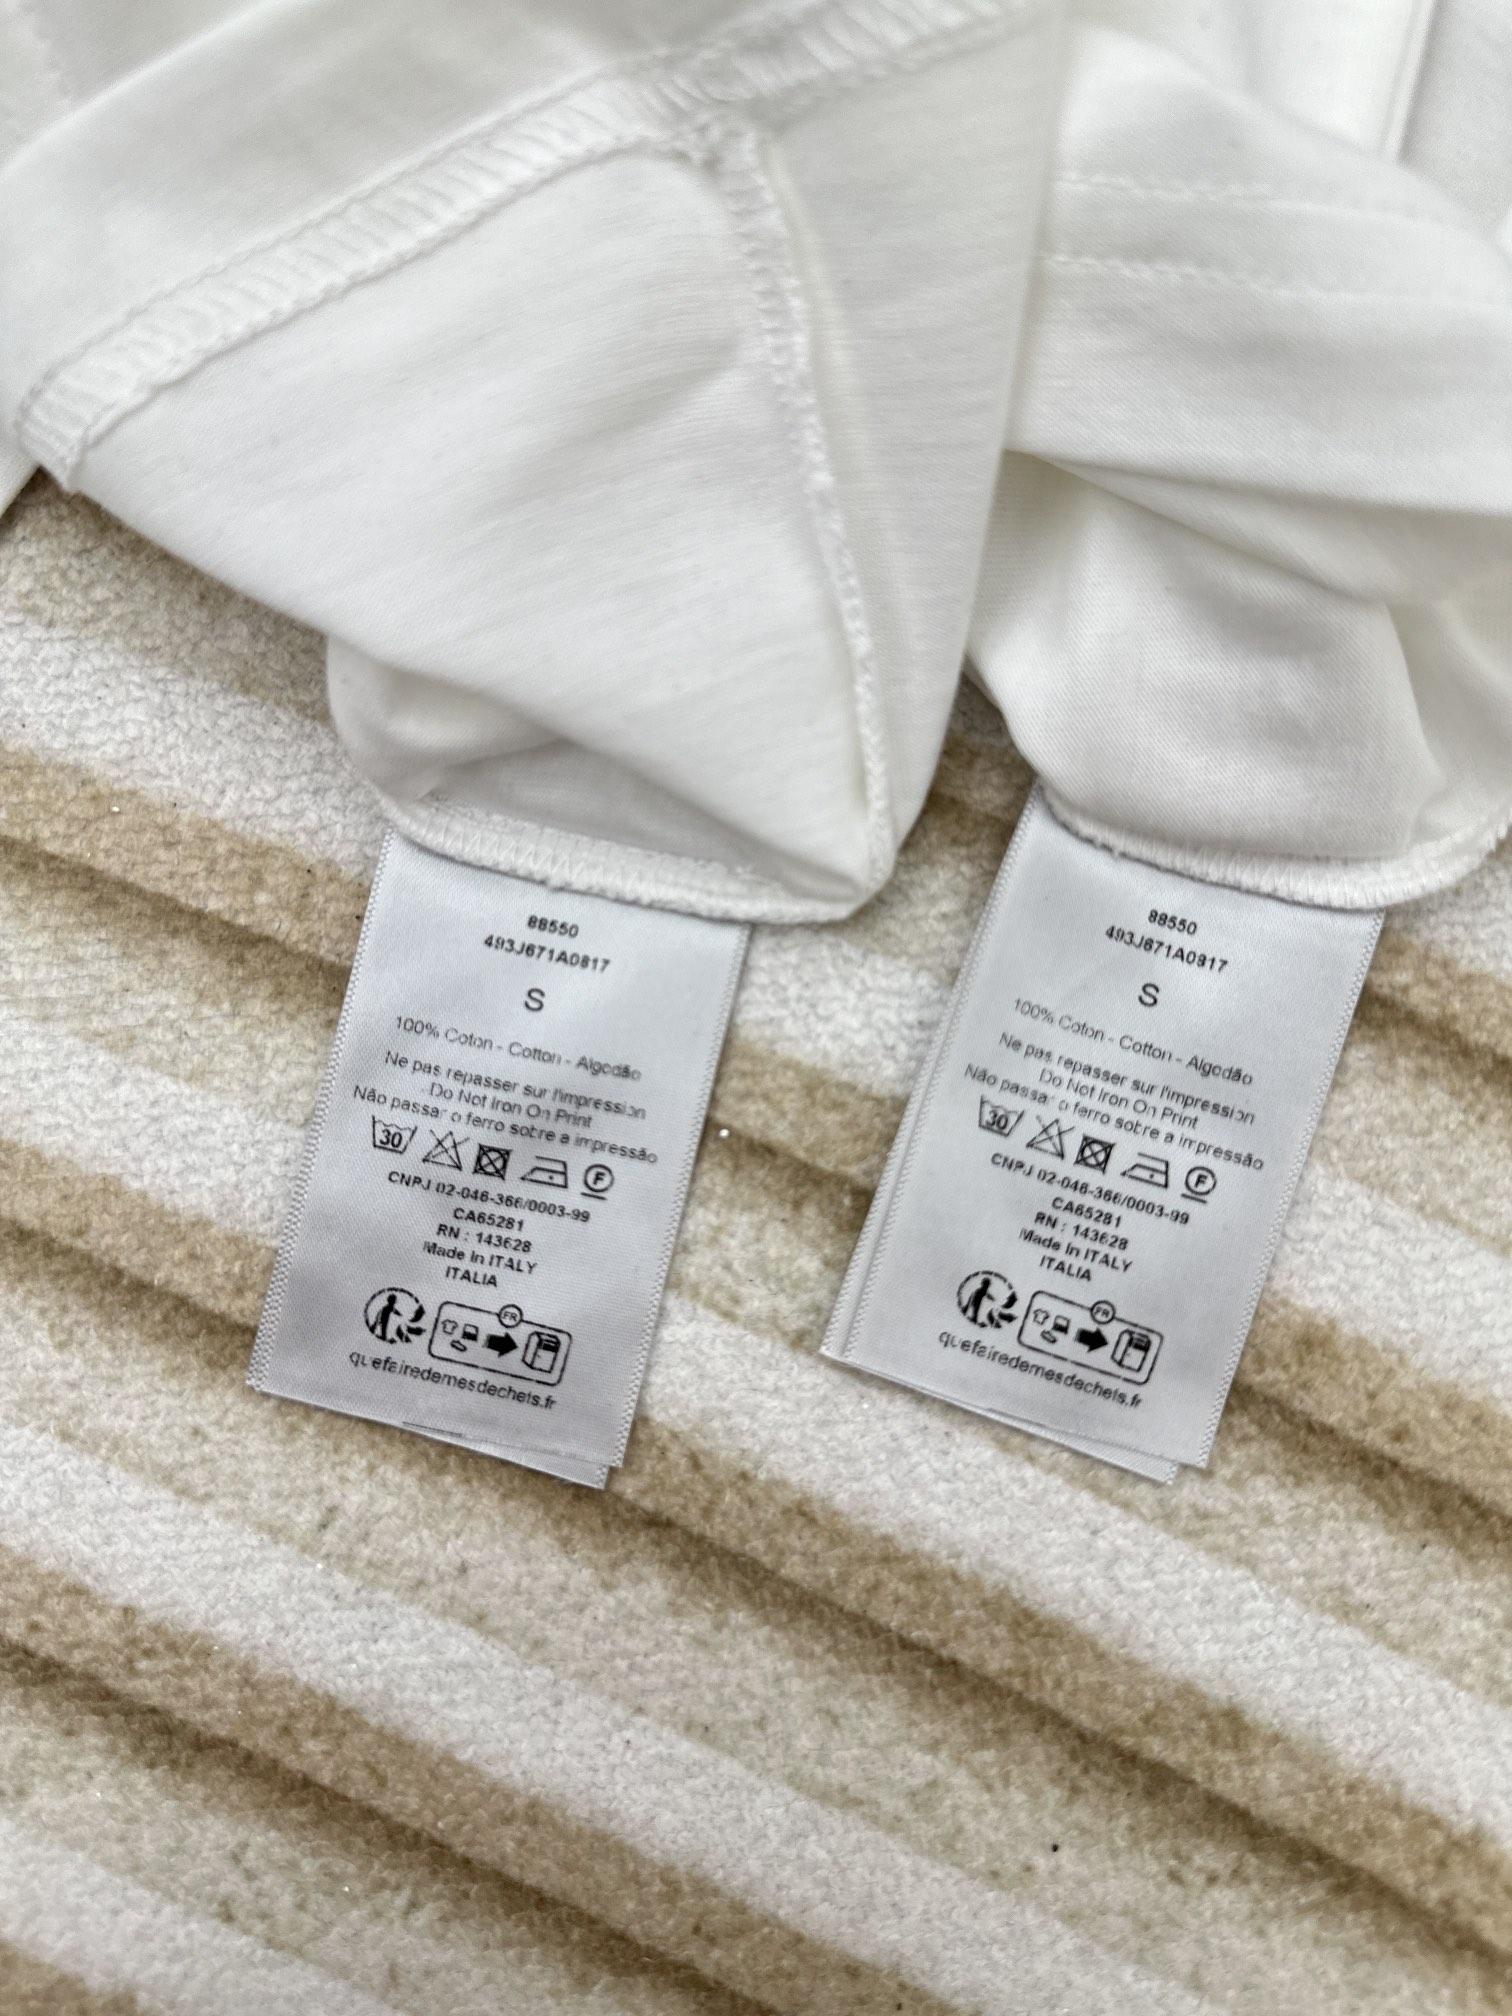 88550
493J671A0817
S
100% Coton - Cotton - Algodão
Ne pas repasser sur l'impression
Do Not Iron On Print
Não passar o ferro sobre a impressão
30
F
CNPJ 02-046-366/0003-99
CA65281
RN : 143628
Made In ITALY
ITALIA
FR
quefairedemesdechets.fr
88550
493J671A0817
S
100% Coton - Cotton - Algodão
Ne pas repasser sur l'impression
Do Not Iron On Print
Não passar o ferro sobre a impressão
30
F
CNPJ 02-046-366/0003-99
CA65281
RN : 143628
Made In ITALY
ITALIA
FR
quefairedemesdechets.fr